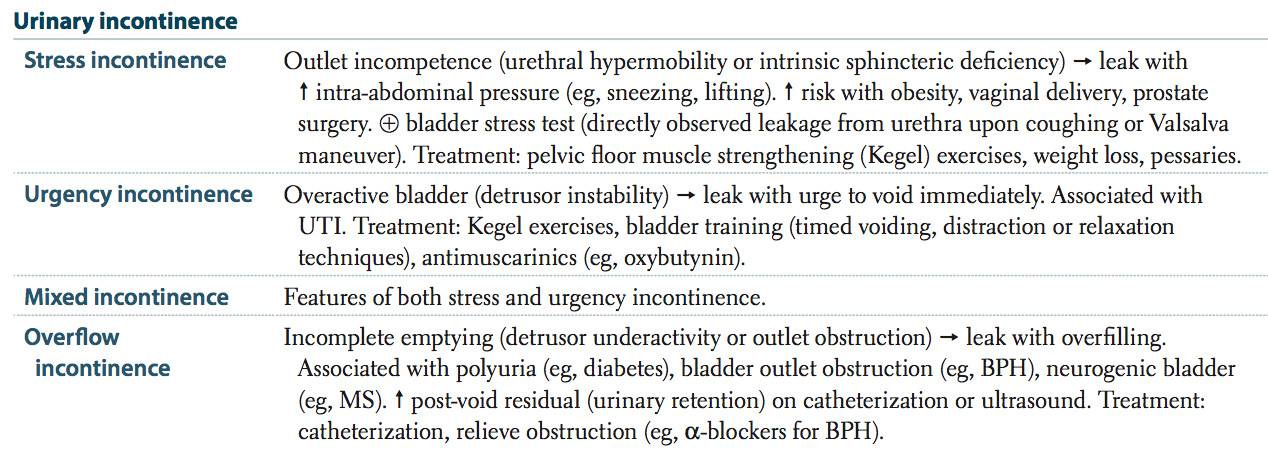 Urinary incontinence
Stress incontinence Outlet incompetence (urethral hypermobility or intrinsic sphincteric deficiency) → leak with
↑ intra-abdominal pressure (eg, sneezing, lifting). ↑ risk with obesity, vaginal delivery, prostate
surgery. ⊕ bladder stress test (directly observed leakage from urethra upon coughing or Valsalva
maneuver). Treatment: pelvic floor muscle strengthening (Kegel) exercises, weight loss, pessaries.
Urgency incontinence Overactive bladder (detrusor instability) → leak with urge to void immediately. Associated with
UTI. Treatment: Kegel exercises, bladder training (timed voiding, distraction or relaxation
techniques), antimuscarinics (eg, oxybutynin).
Mixed incontinence Features of both stress and urgency incontinence.
Overflow Incomplete emptying (detrusor underactivity or outlet obstruction) → leak with overfilling.
incontinence Associated with polyuria (eg, diabetes), bladder outlet obstruction (eg, BPH), neurogenic bladder
(eg, MS). ↑ post-void residual (urinary retention) on catheterization or ultrasound. Treatment:
catheterization, relieve obstruction (eg, α-blockers for BPH).